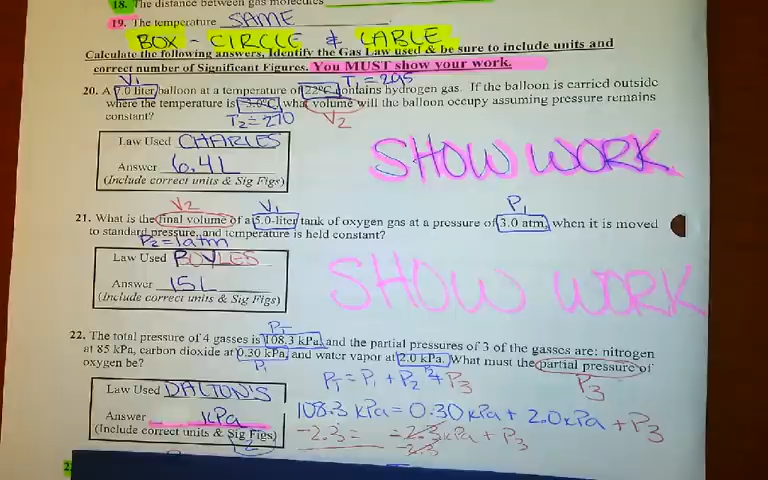 18. The distance between gas molecules
19. The temperature SAME
BOX - CIRCLE & LABLE
Calculate the following answers, Identify the Gas Law used & be sure to include units and
correct number of Significant Figures. You MUST show your work.
V1 T = 295
20. A 7.0 liter balloon at a temperature of 22°C contains hydrogen gas. If the balloon is carried outside
where the temperature is -3.0°C, what volume will the balloon occupy assuming pressure remains
constant? T2 = 270 V2
Law Used CHARLES
Answer 6.41
(Include correct units & Sig Figs)
SHOW WORK
V2 V1 P1
21. What is the final volume of a 5.0-liter tank of oxygen gas at a pressure of 3.0 atm, when it is moved
to standard pressure, and temperature is held constant?
P2 = 1atm
Law Used BOYLES
Answer 15L
(Include correct units & Sig Figs)
SHOW WORK
PT
22. The total pressure of 4 gasses is 108.3 kPa, and the partial pressures of 3 of the gasses are: nitrogen
at 85 kPa, carbon dioxide at 0.30 kPa, and water vapor at 2.0 kPa. What must the partial pressure of
oxygen be? P1 P2 P3
PT = P1 + P2 + P3
Law Used DALTON'S
Answer kPa
(Include correct units & Sig Figs)
108.3 kPa = 0.30 kPa + 2.0 kPa + P3
-2.3 = = 2.3 kPa + P3
-2.3